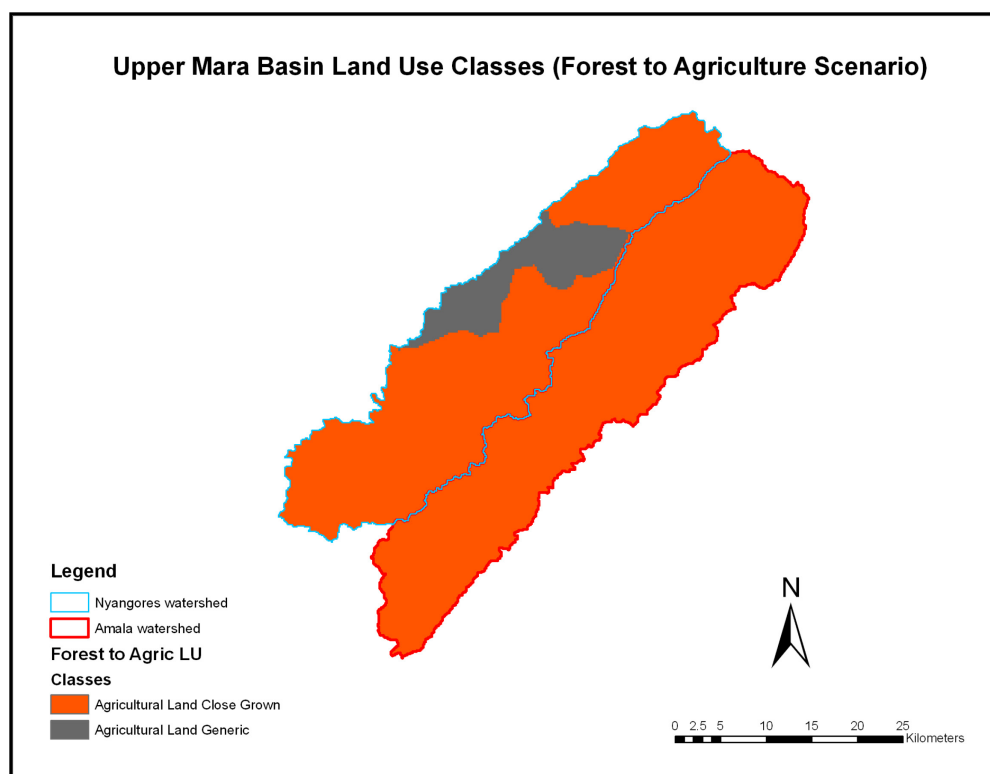 Upper Mara Basin Land Use Classes (Forest to Agriculture Scenario)
Legend
Nyangores watershed
Amala watershed
Forest to Agric LU
Classes
Agricultural Land Close Grown
Agricultural Land Generic
N
0 2.5 5 10 15 20 25
Kilometers